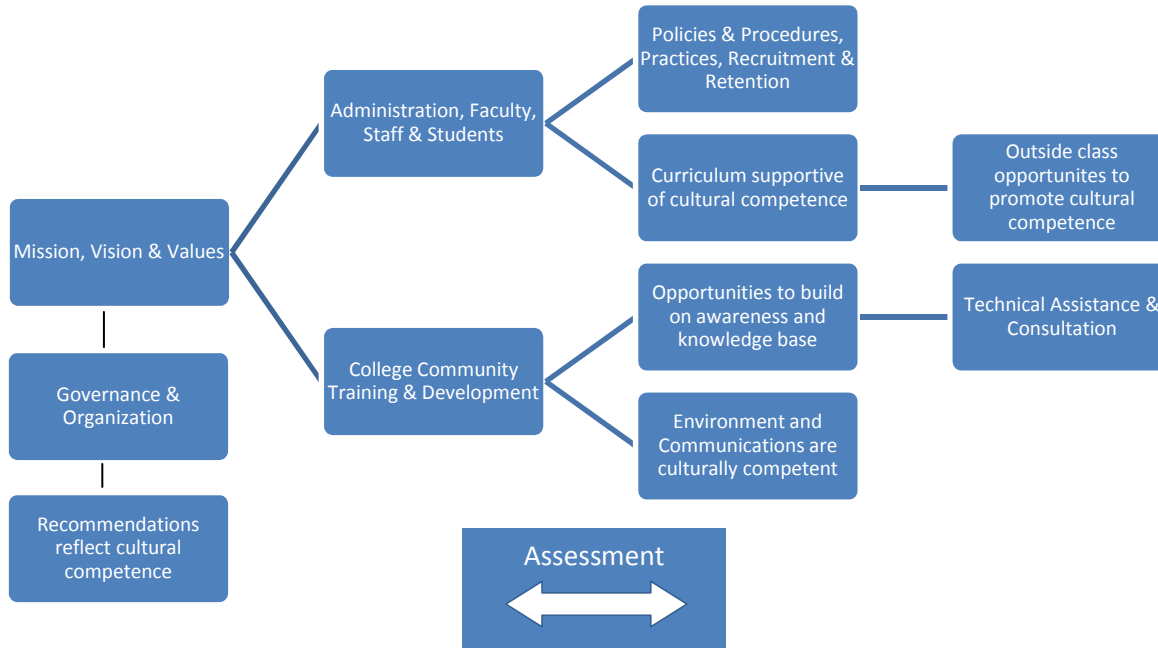 Policies & Procedures,
Practices, Recruitment &
Retention
Administration, Faculty,
Staff & Students
Curriculum supportive
of cultural competence
Outside class
opportunites to
promote cultural
competence
Mission, Vision & Values
Opportunities to build
on awareness and
knowledge base
Technical Assistance &
Consultation
College Community
Training & Development
Governance &
Organization
Environment and
Communications are
culturally competent
Recommendations
reflect cultural
competence
Assessment